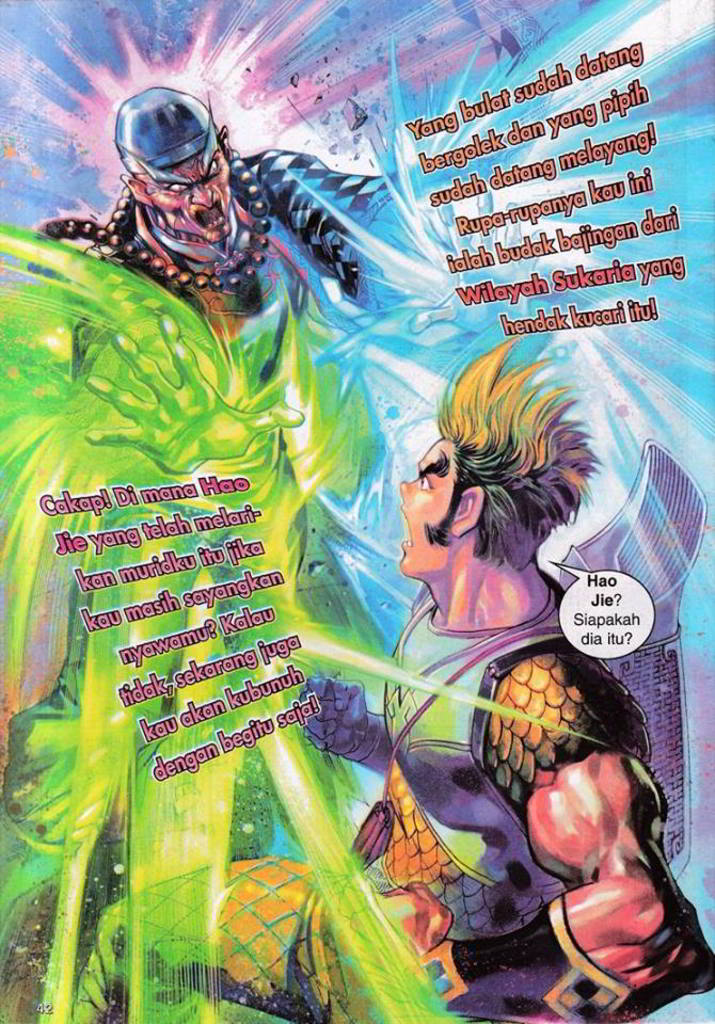 Yang bulat sudah datang
bergolek dan yang pipih
sudah datang melayang!
Rupa-rupanya kau ini
ialah budak bajingan dari
Wilayah Sukaria yang
hendak kucari itu!
Cakap! Di mana Hao
Jie yang telah melari-
kan muridku itu jika
kau masih sayangkan
nyawamu? Kalau
tidak, sekarang juga
kau akan kubunuh
dengan begitu saja!
Hao
Jie?
Siapakah
dia itu?
42